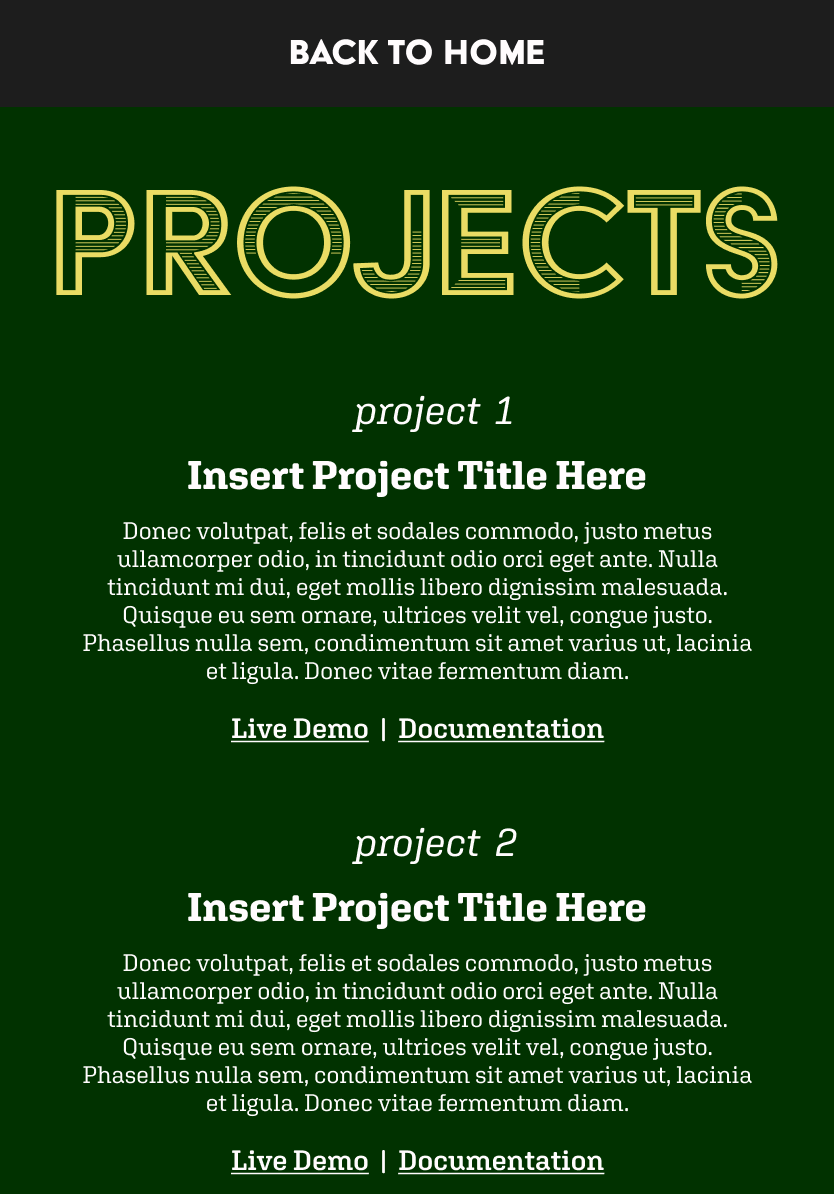 BACK TO HOME
PROJECTS
project 1
Insert Project Title Here
Donec volutpat, felis et sodales commodo, justo metus
ullamcorper odio, in tincidunt odio orci eget ante. Nulla
tincidunt mi dui, eget mollis libero dignissim malesuada.
Quisque eu sem ornare, ultrices velit vel, congue justo.
Phasellus nulla sem, condimentum sit amet varius ut, lacinia
et ligula. Donec vitae fermentum diam.
Live Demo | Documentation
project 2
Insert Project Title Here
Donec volutpat, felis et sodales commodo, justo metus
ullamcorper odio, in tincidunt odio orci eget ante. Nulla
tincidunt mi dui, eget mollis libero dignissim malesuada.
Quisque eu sem ornare, ultrices velit vel, congue justo.
Phasellus nulla sem, condimentum sit amet varius ut, lacinia
et ligula. Donec vitae fermentum diam.
Live Demo | Documentation